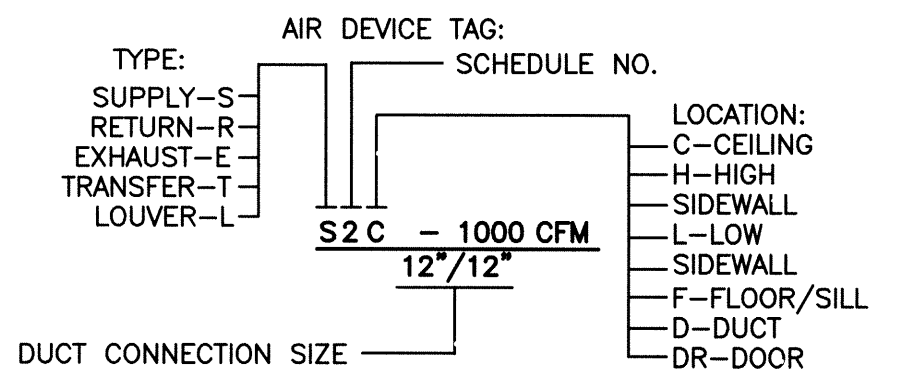 AIR DEVICE TAG:
TYPE:
SCHEDULE NO.
SUPPLY-S
RETURN-R
EXHAUST-E
TRANSFER-T
LOUVER-L
LOCATION:
C-CEILING
H-HIGH
SIDEWALL
L-LOW
SIDEWALL
F-FLOOR/SILL
D-DUCT
DR-DOOR
S2C - 1000 CFM
12"/12"
DUCT CONNECTION SIZE